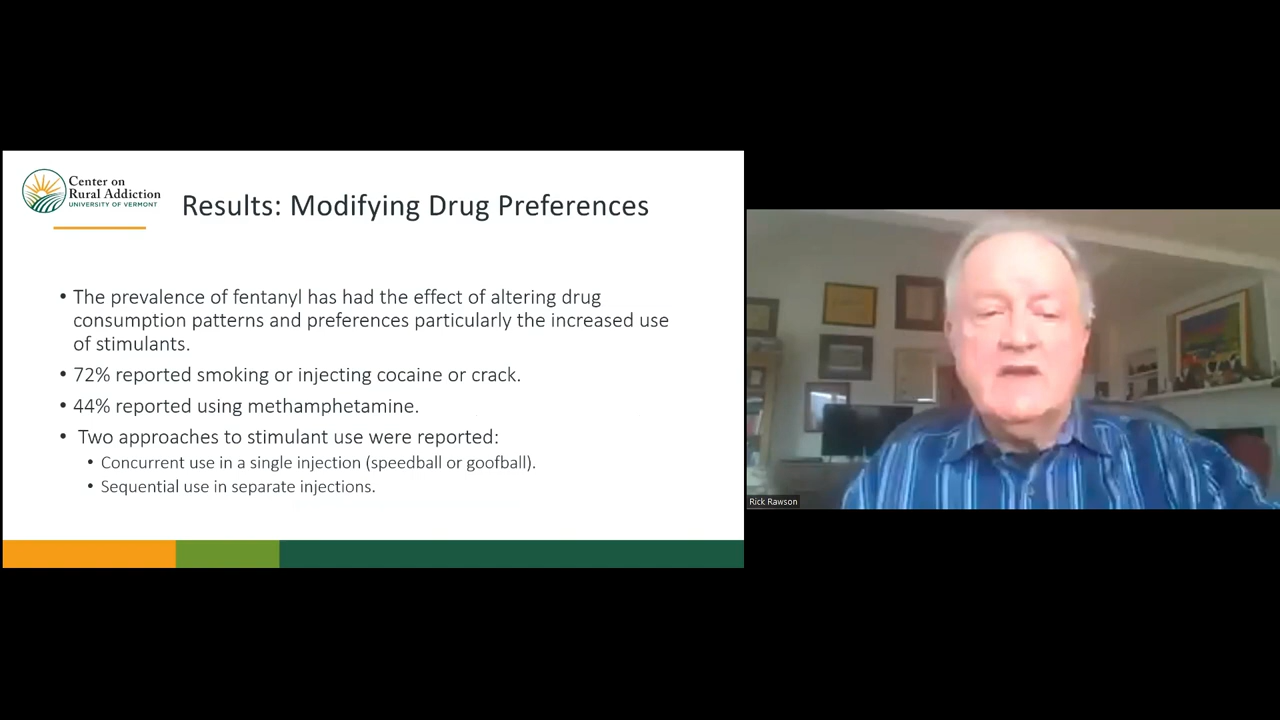 Center on
Rural Addiction
UNIVERSITY OF VERMONT
Results: Modifying Drug Preferences
• The prevalence of fentanyl has had the effect of altering drug
consumption patterns and preferences particularly the increased use
of stimulants.
• 72% reported smoking or injecting cocaine or crack.
• 44% reported using methamphetamine.
• Two approaches to stimulant use were reported:
• Concurrent use in a single injection (speedball or goofball).
• Sequential use in separate injections.
Rick Rawson